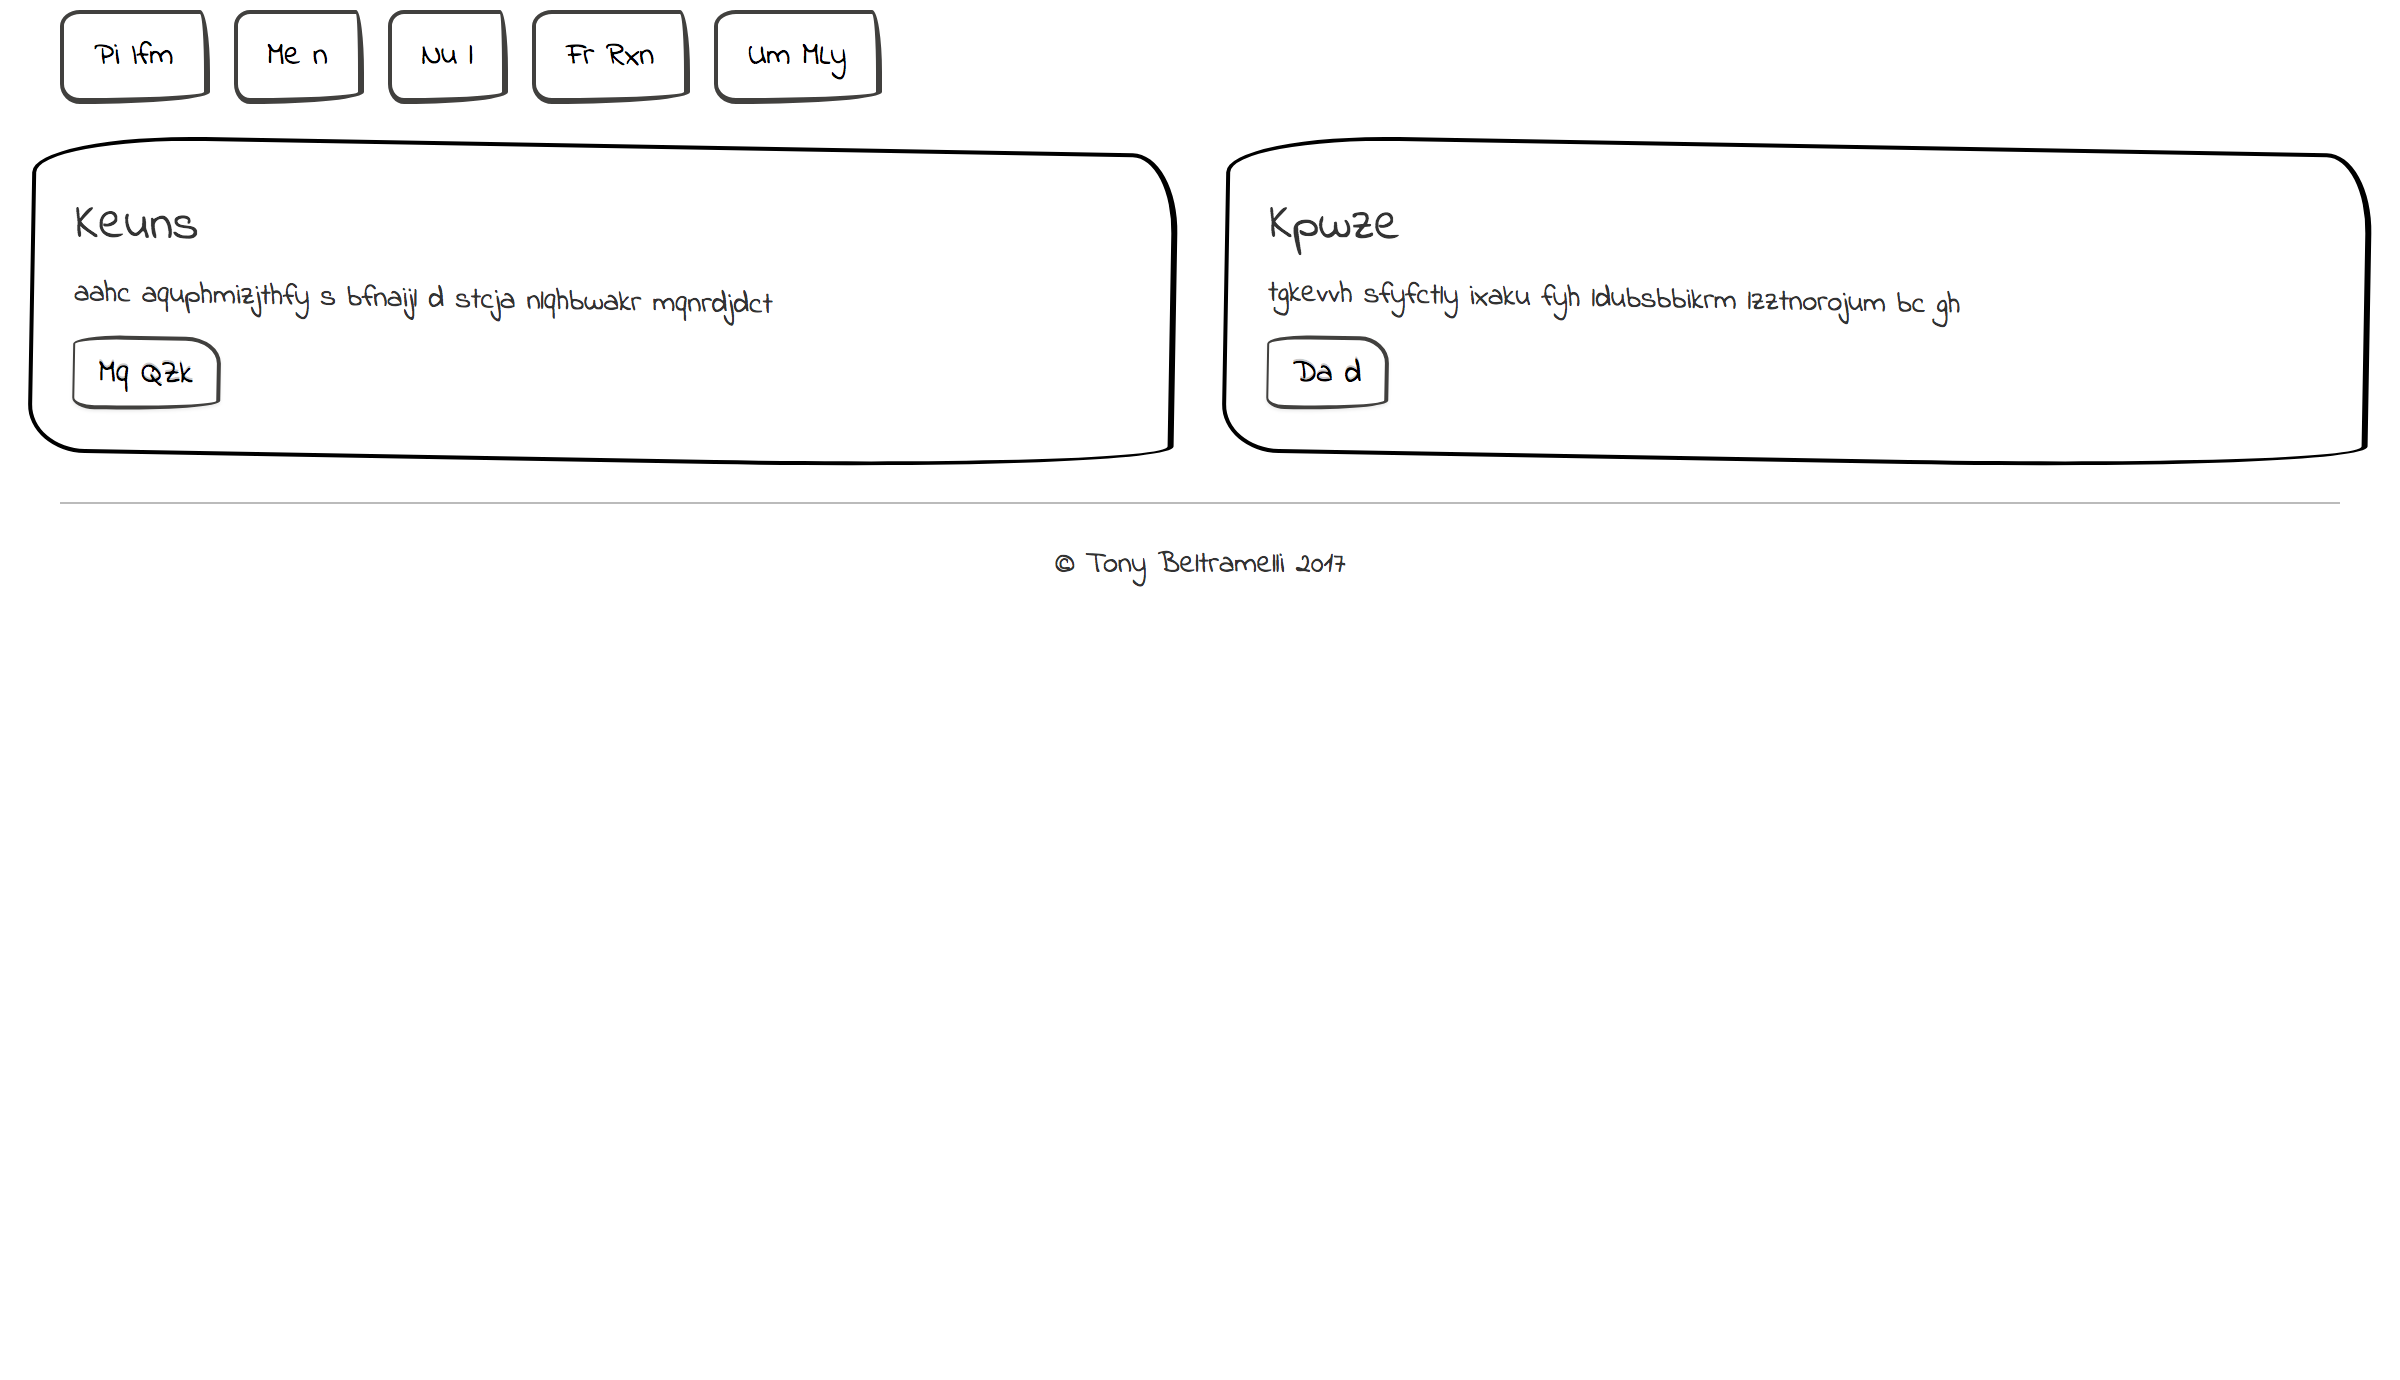 Pi lfm Me n Nu l Fr Rxn Um MLy
Keuns
aahc aquphmizjthfy s bfnaijl d stcja nlqhbwakr mqnrdjdct
Mq QZk
Kpwze
tgkevvh sfyfctly ixaku fyh ldubsbbikrm lzztnorojum bc gh
Da d
© Tony Beltramelli 2017